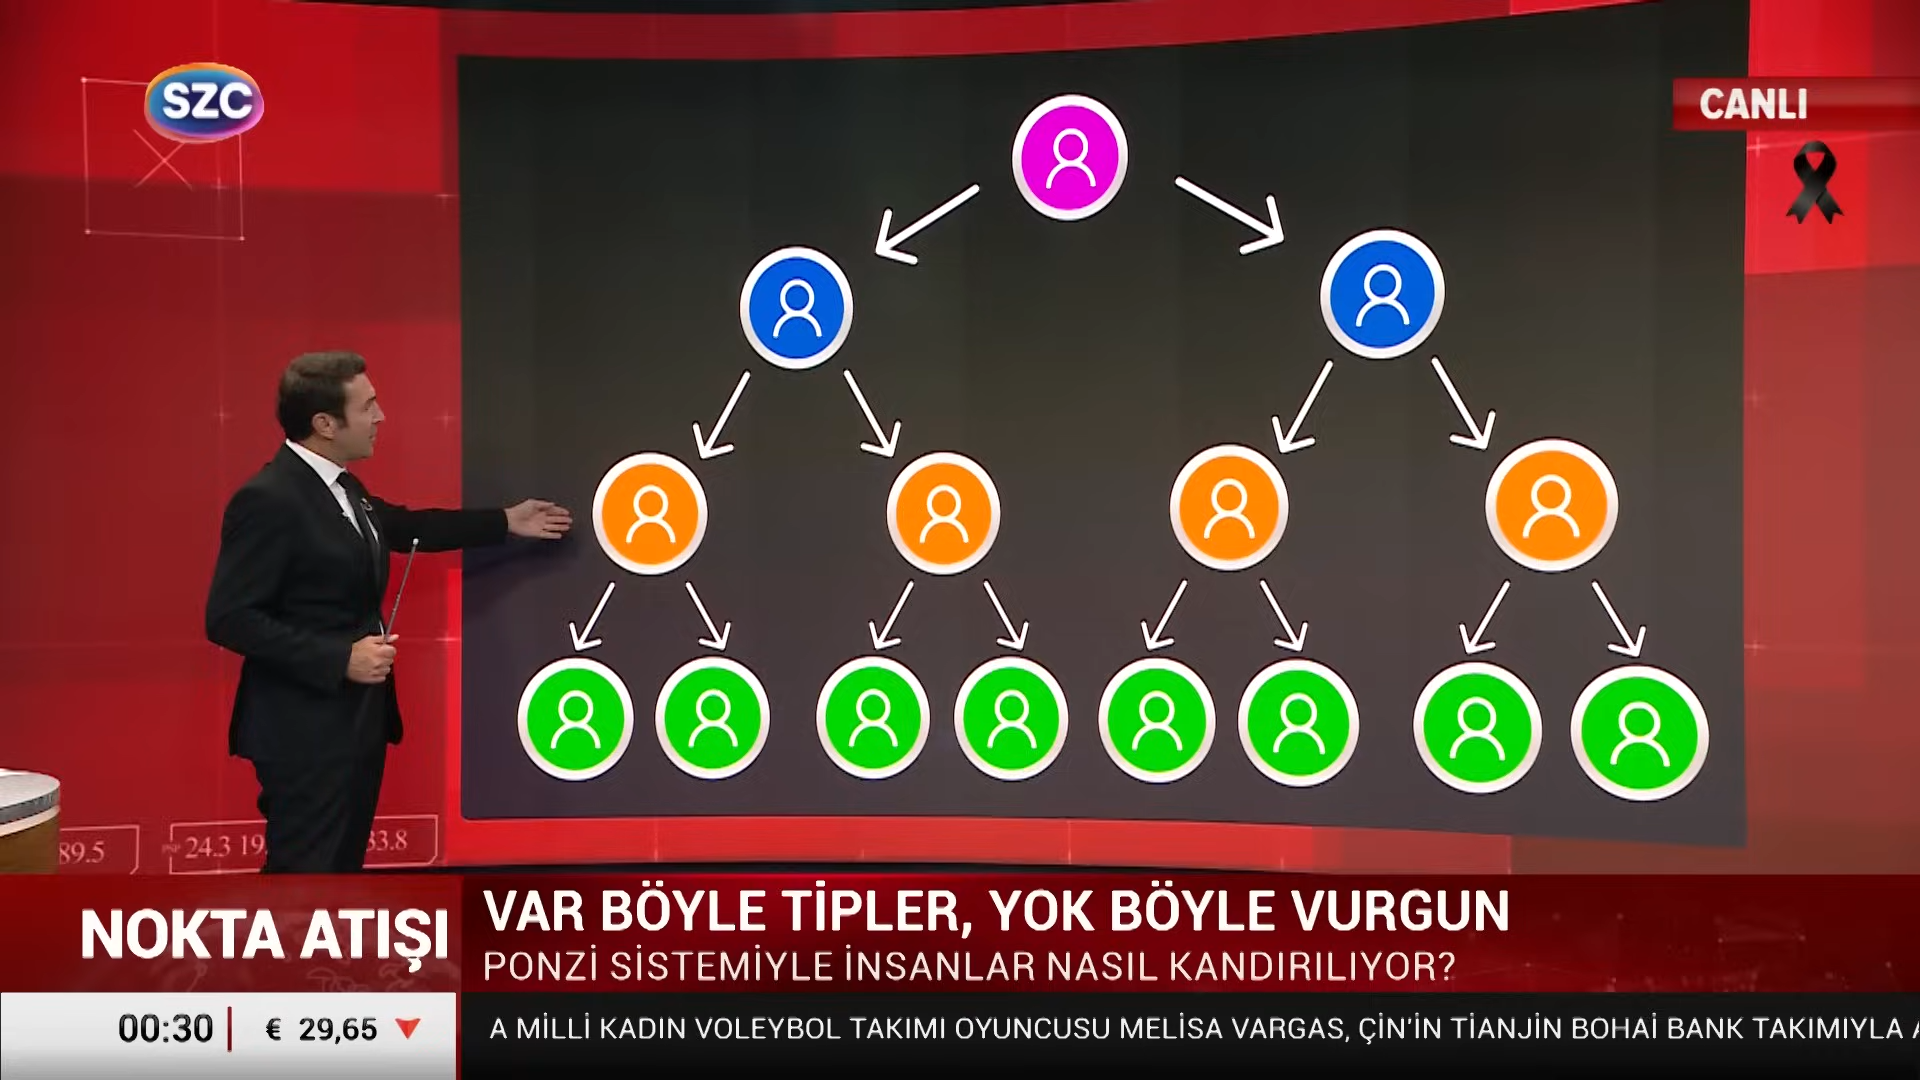 SZC
CANLI
89.5
24.3 19.
33.8
NOKTA ATIŞI
VAR BÖYLE TİPLER, YOK BÖYLE VURGUN
PONZİ SİSTEMİYLE İNSANLAR NASIL KANDIRILIYOR?
00:30 € 29,65
A MİLLİ KADIN VOLEYBOL TAKIMI OYUNCUSU MELİSA VARGAS, ÇİN'İN TİANJİN BOHAİ BANK TAKIMIYLA A